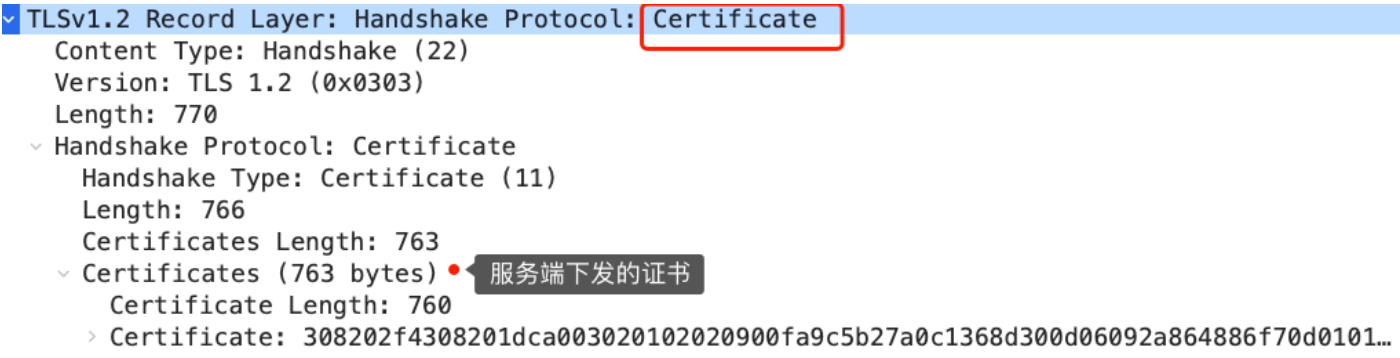 TLSv1.2 Record Layer: Handshake Protocol: Certificate
Content Type: Handshake (22)
Version: TLS 1.2 (0x0303)
Length: 770
Handshake Protocol: Certificate
Handshake Type: Certificate (11)
Length: 766
Certificates Length: 763
Certificates (763 bytes) 服务端下发的证书
Certificate Length: 760
Certificate: 308202f4308201dca003020102020900fa9c5b27a0c1368d300d06092a864886f70d0101…